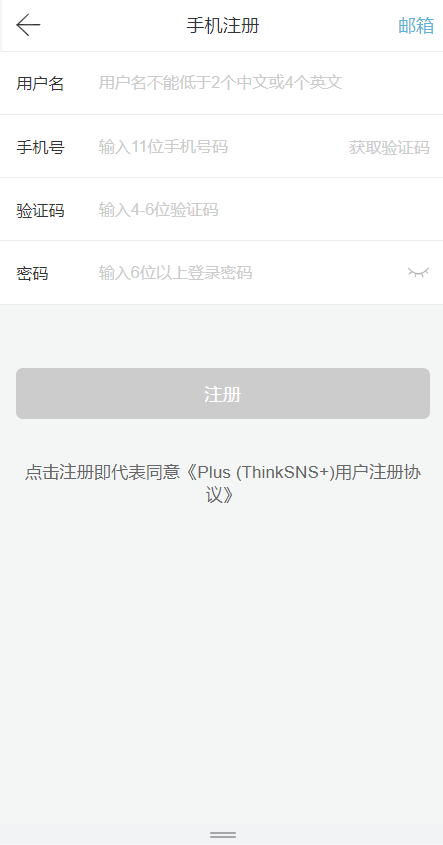 手机注册 邮箱
用户名 用户名不能低于2个中文或4个英文
手机号 输入11位手机号码 获取验证码
验证码 输入4-6位验证码
密码 输入6位以上登录密码
注册
点击注册即代表同意《Plus (ThinkSNS+)用户注册协
议》